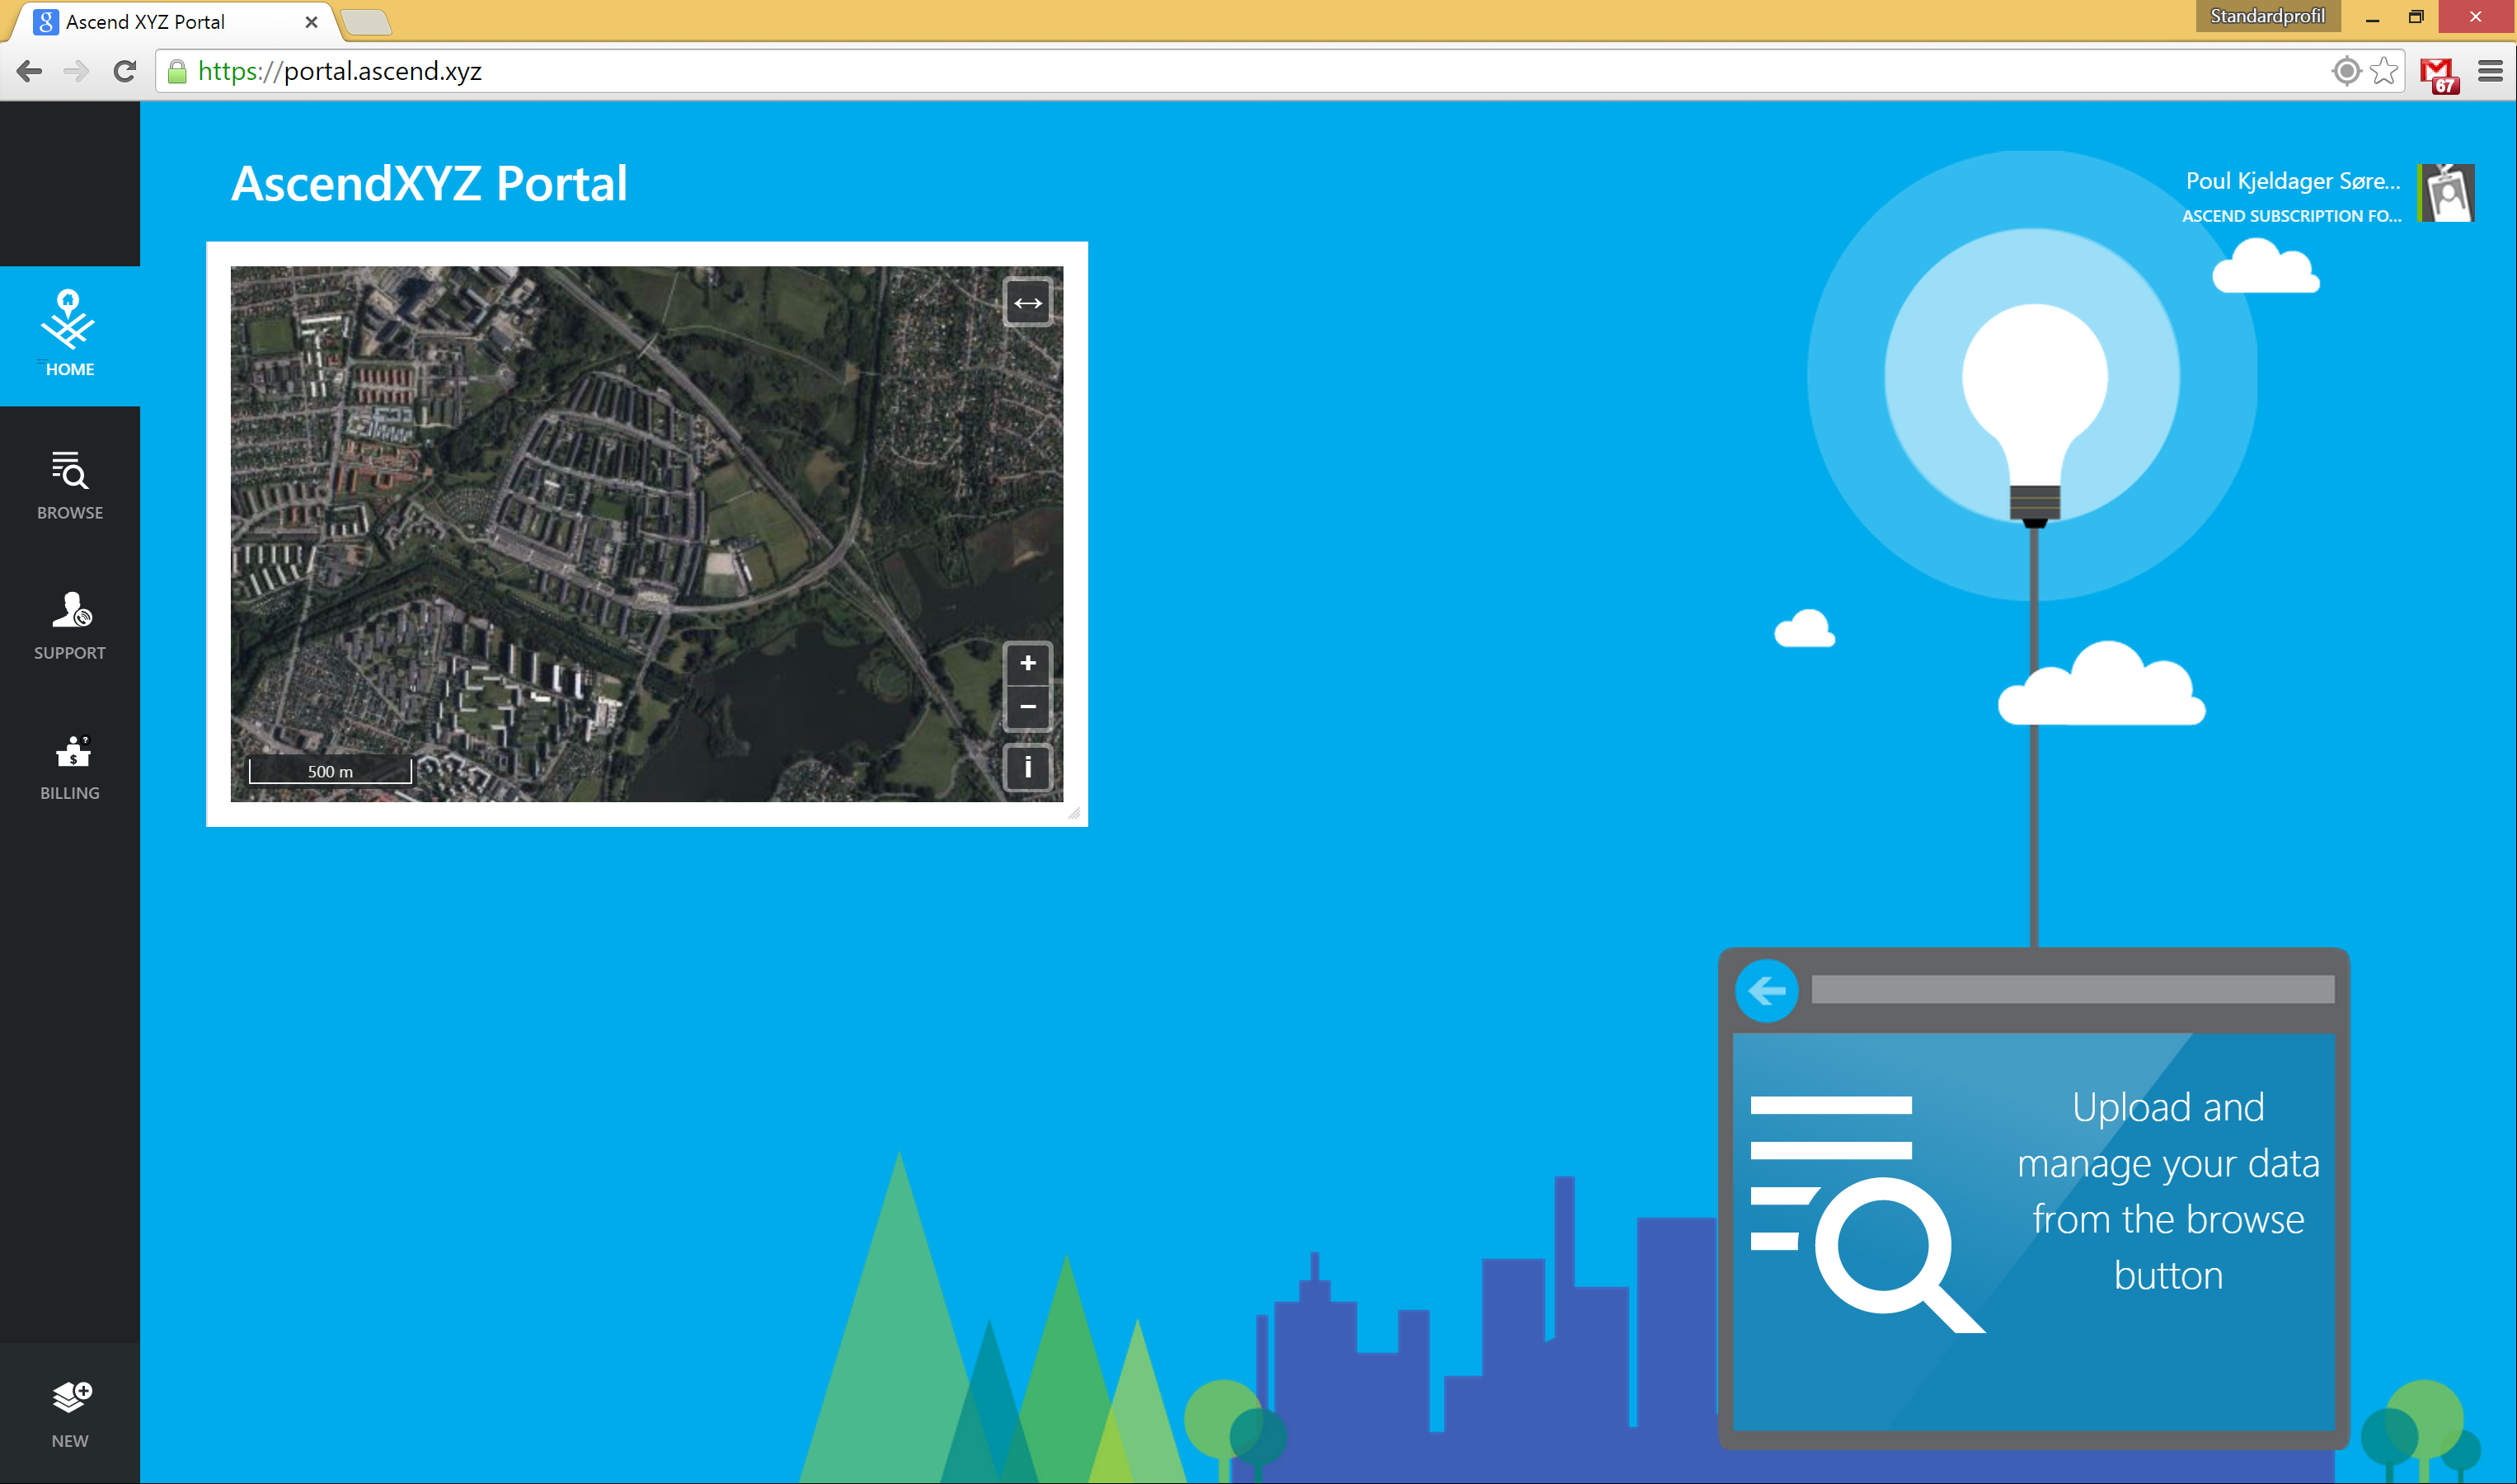 Ascend XYZ Portal
Standardprofil
https://portal.ascend.xyz
67
AscendXYZ Portal
Poul Kjeldager Søre...
ASCEND SUBSCRIPTION FO...
HOME
BROWSE
SUPPORT
BILLING
NEW
500 m
+
−
i
Upload and
manage your data
from the browse
button